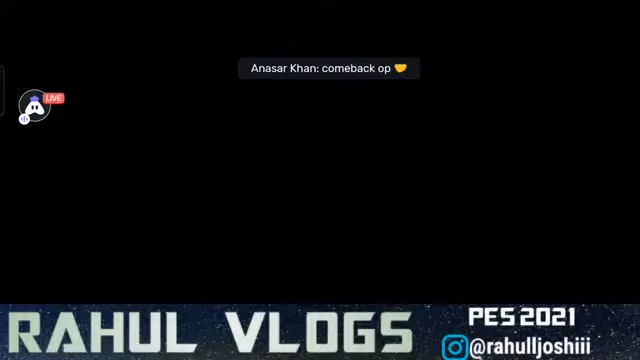 Anasar Khan: comeback op 🤝
LIVE
RAHUL VLOGS
PES 2021
@rahulljoshiii